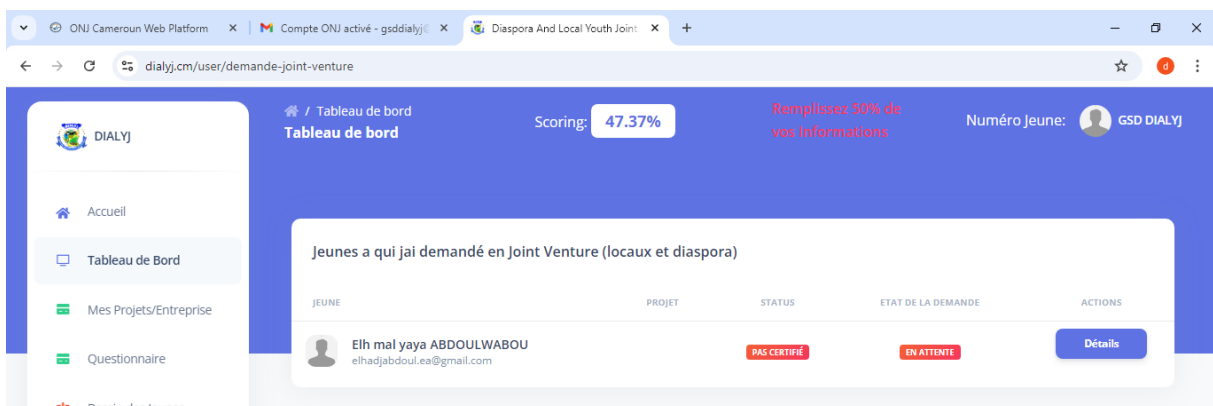 ONJ Cameroun Web Platform
Compte ONJ activé - gsddialyj
Diaspora And Local Youth Joint
dialyj.cm/user/demande-joint-venture
d
DIALYJ
/ Tableau de bord
Tableau de bord
Scoring: 47.37%
Remplissez 50% de
vos informations
Numéro Jeune:
GSD DIALYJ
Accueil
Tableau de Bord
Mes Projets/Entreprise
Questionnaire
Jeunes a qui jai demandé en Joint Venture (locaux et diaspora)
JEUNE PROJET STATUS ETAT DE LA DEMANDE ACTIONS
Elh mal yaya ABDOULWABOU
elhadjabdoul.ea@gmail.com
PAS CERTIFIÉ
EN ATTENTE
Détails